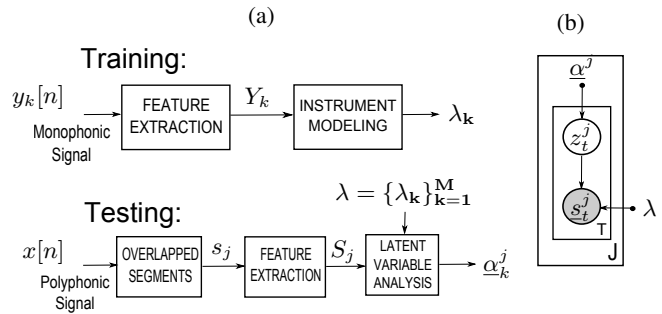 (a)
Training:
y_k[n]
Monophonic
Signal
FEATURE
EXTRACTION
Y_k
INSTRUMENT
MODELING
λ_k
Testing:
x[n]
Polyphonic
Signal
OVERLAPPED
SEGMENTS
s_j
FEATURE
EXTRACTION
S_j
λ = {λ_k}_{k=1}^M
LATENT
VARIABLE
ANALYSIS
α_k^j
(b)
α^j
z_t^j
s_t^j
λ
T
J